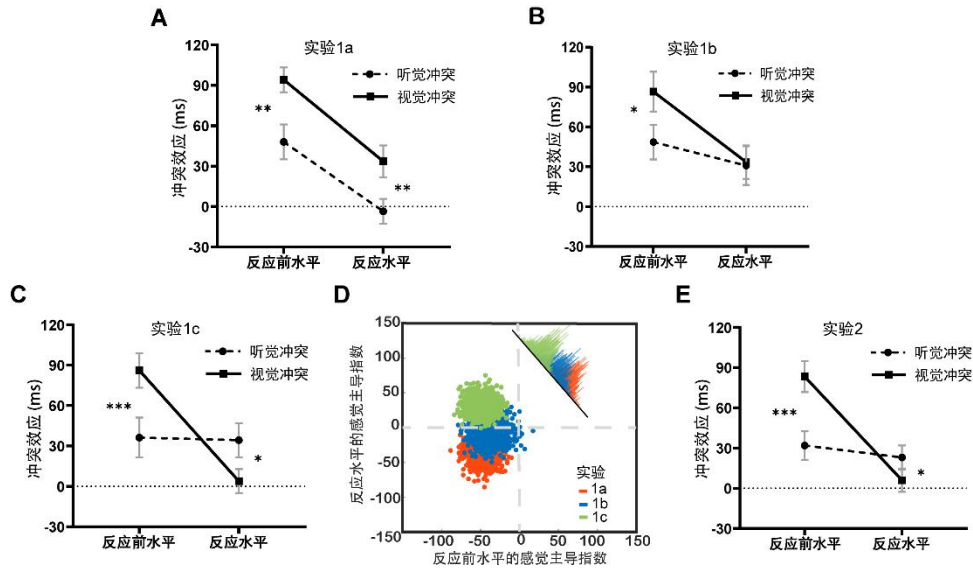 A
实验1a
听觉冲突
视觉冲突
冲突效应 (ms)
120
90
60
30
0
-30
**
**
反应前水平
反应水平
B
实验1b
听觉冲突
视觉冲突
冲突效应 (ms)
120
90
60
30
0
-30
*
反应前水平
反应水平
C
实验1c
听觉冲突
视觉冲突
冲突效应 (ms)
120
90
60
30
0
-30
***
*
反应前水平
反应水平
D
反应水平的感觉主导指数
150
100
50
0
-50
-100
-150
实验
1a
1b
1c
-100
-50
0
50
100
150
反应前水平的感觉主导指数
E
实验2
听觉冲突
视觉冲突
冲突效应 (ms)
120
90
60
30
0
-30
***
*
反应前水平
反应水平